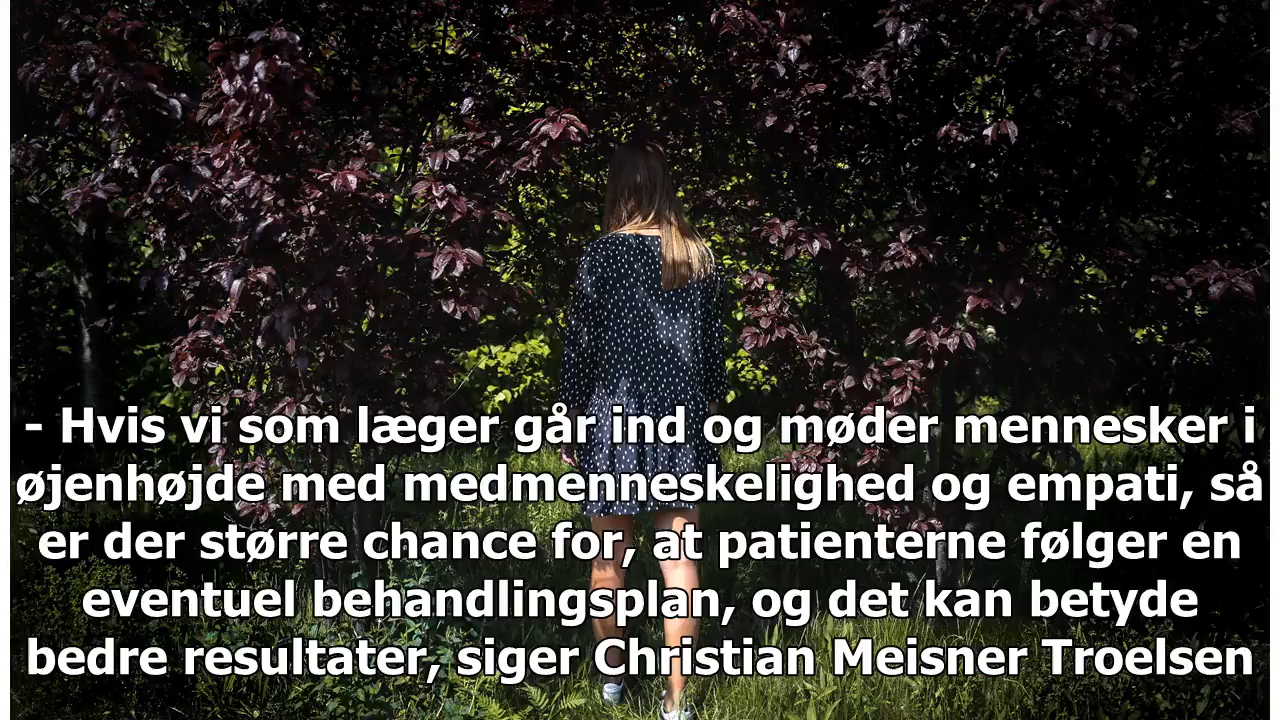 - Hvis vi som læger går ind og møder mennesker i
øjenhøjde med medmenneskelighed og empati, så
er der større chance for, at patienterne følger en
eventuel behandlingsplan, og det kan betyde
bedre resultater, siger Christian Meisner Troelsen